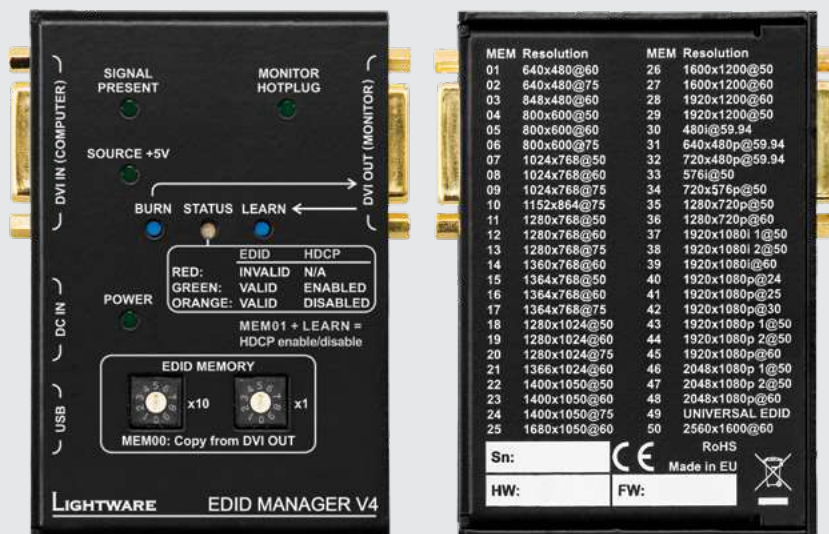 SIGNAL PRESENT
MONITOR HOTPLUG
DVI IN (COMPUTER)
DVI OUT (MONITOR)
SOURCE +5V
BURN STATUS LEARN
EDID HDCP
RED: INVALID N/A
GREEN: VALID ENABLED
ORANGE: VALID DISABLED
DC IN
POWER
MEM01 + LEARN =
HDCP enable/disable
USB
EDID MEMORY
x10
x1
MEM00: Copy from DVI OUT
LIGHTWARE EDID MANAGER V4
MEM Resolution
01 640x480@60
02 640x480@75
03 848x480@60
04 800x600@50
05 800x600@60
06 800x600@75
07 1024x768@50
08 1024x768@60
09 1024x768@75
10 1152x864@75
11 1280x768@50
12 1280x768@60
13 1280x768@75
14 1360x768@60
15 1364x768@50
16 1364x768@60
17 1364x768@75
18 1280x1024@50
19 1280x1024@60
20 1280x1024@75
21 1366x1024@60
22 1400x1050@50
23 1400x1050@60
24 1400x1050@75
25 1680x1050@60
MEM Resolution
26 1600x1200@50
27 1600x1200@60
28 1920x1200@60
29 1920x1200@50
30 480i@59.94
31 640x480p@59.94
32 720x480p@59.94
33 576i@50
34 720x576p@50
35 1280x720p@50
36 1280x720p@60
37 1920x1080i 1@50
38 1920x1080i 2@50
39 1920x1080i@60
40 1920x1080p@24
41 1920x1080p@25
42 1920x1080p@30
43 1920x1080p 1@50
44 1920x1080p 2@50
45 1920x1080p@60
46 2048x1080p 1@50
47 2048x1080p 2@50
48 2048x1080p@60
49 UNIVERSAL EDID
50 2560x1600@60
Sn:
CE
RoHS
Made in EU
HW:
FW: